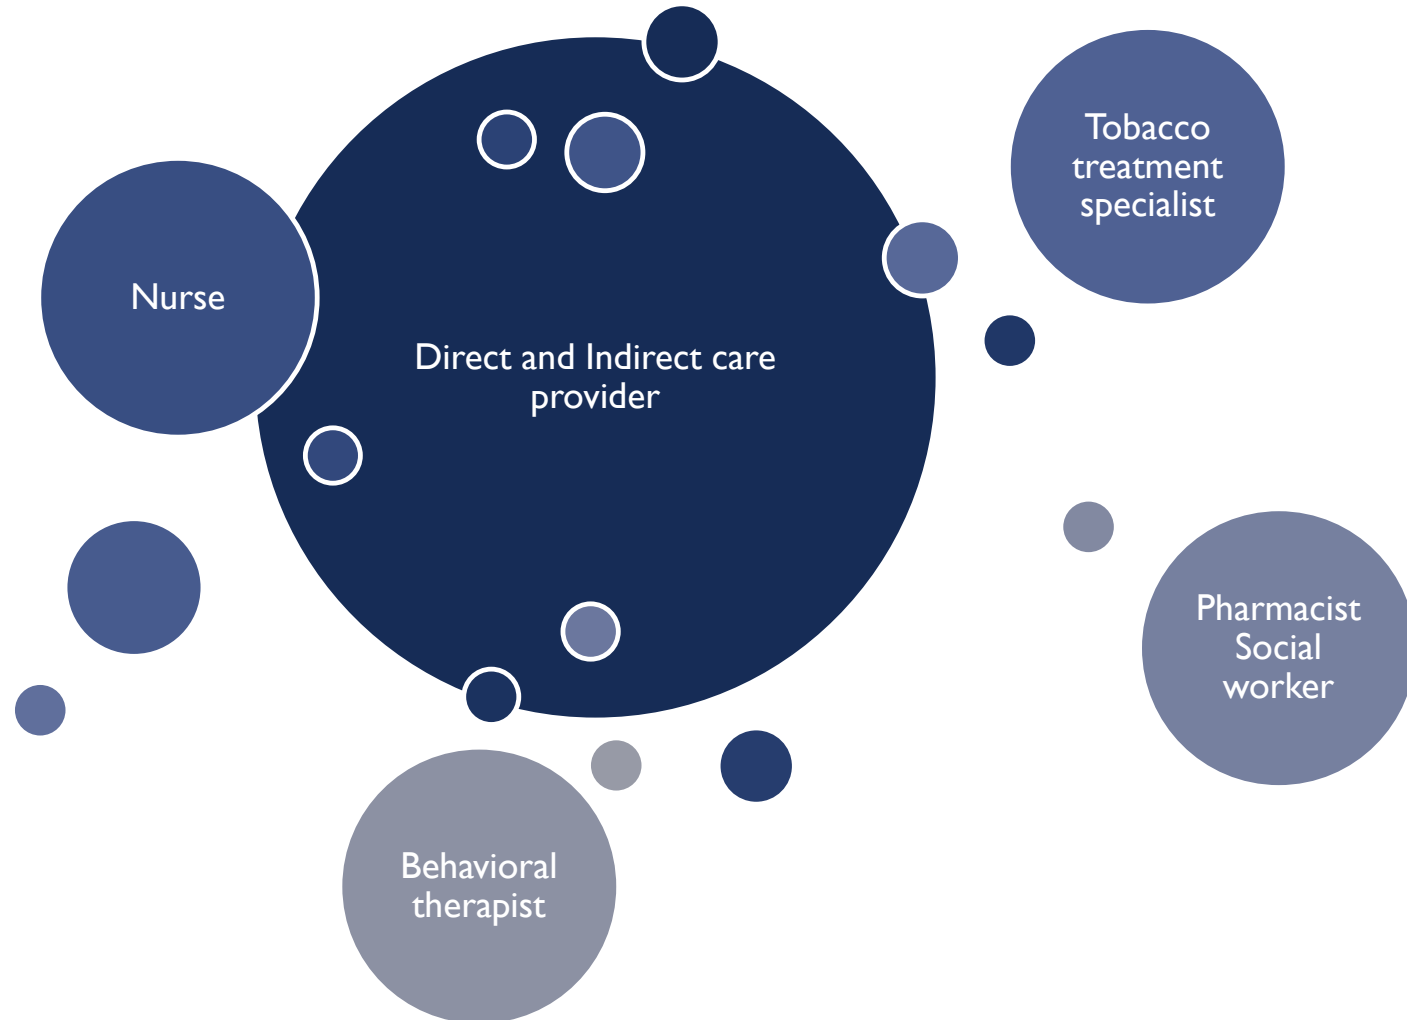 Tobacco
treatment
specialist
Nurse
Direct and Indirect care
provider
Pharmacist
Social
worker
Behavioral
therapist